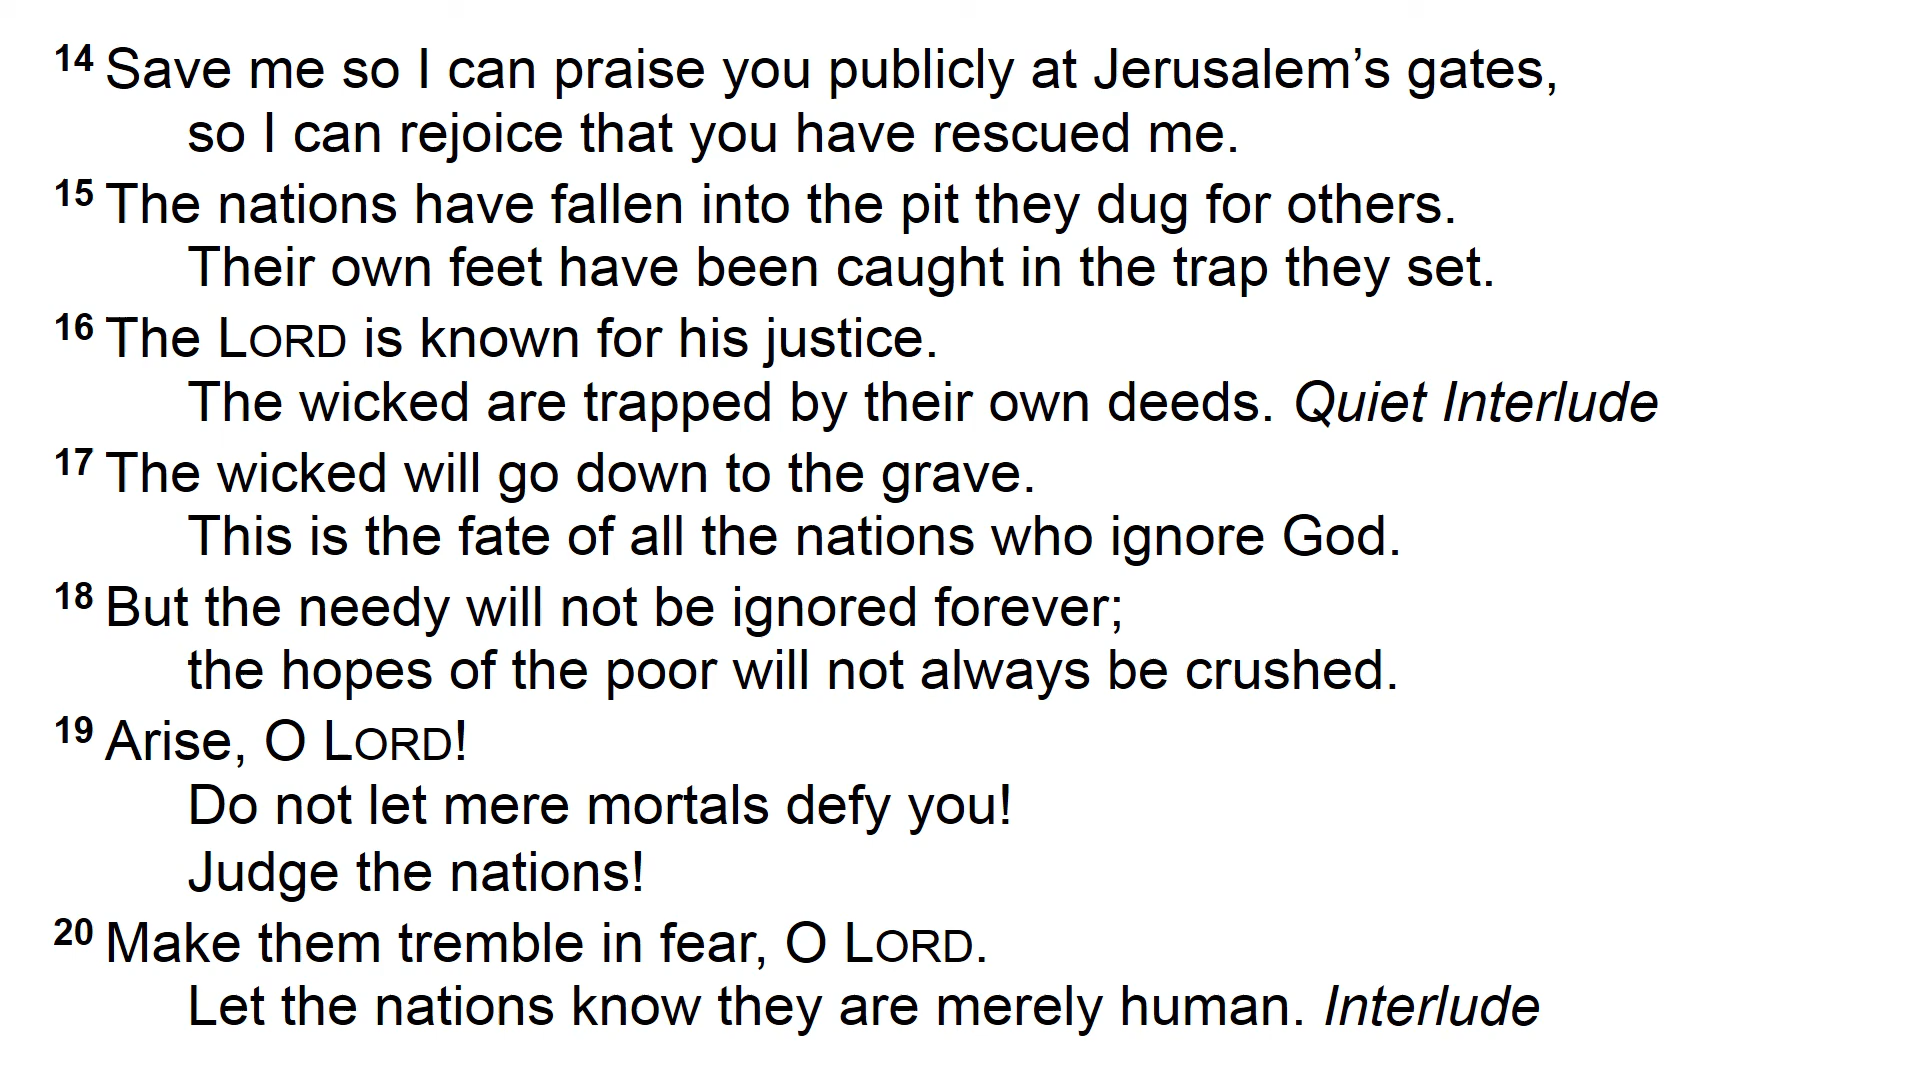 14 Save me so I can praise you publicly at Jerusalem’s gates,
so I can rejoice that you have rescued me.
15 The nations have fallen into the pit they dug for others.
Their own feet have been caught in the trap they set.
16 The LORD is known for his justice.
The wicked are trapped by their own deeds. Quiet Interlude
17 The wicked will go down to the grave.
This is the fate of all the nations who ignore God.
18 But the needy will not be ignored forever;
the hopes of the poor will not always be crushed.
19 Arise, O LORD!
Do not let mere mortals defy you!
Judge the nations!
20 Make them tremble in fear, O LORD.
Let the nations know they are merely human. Interlude